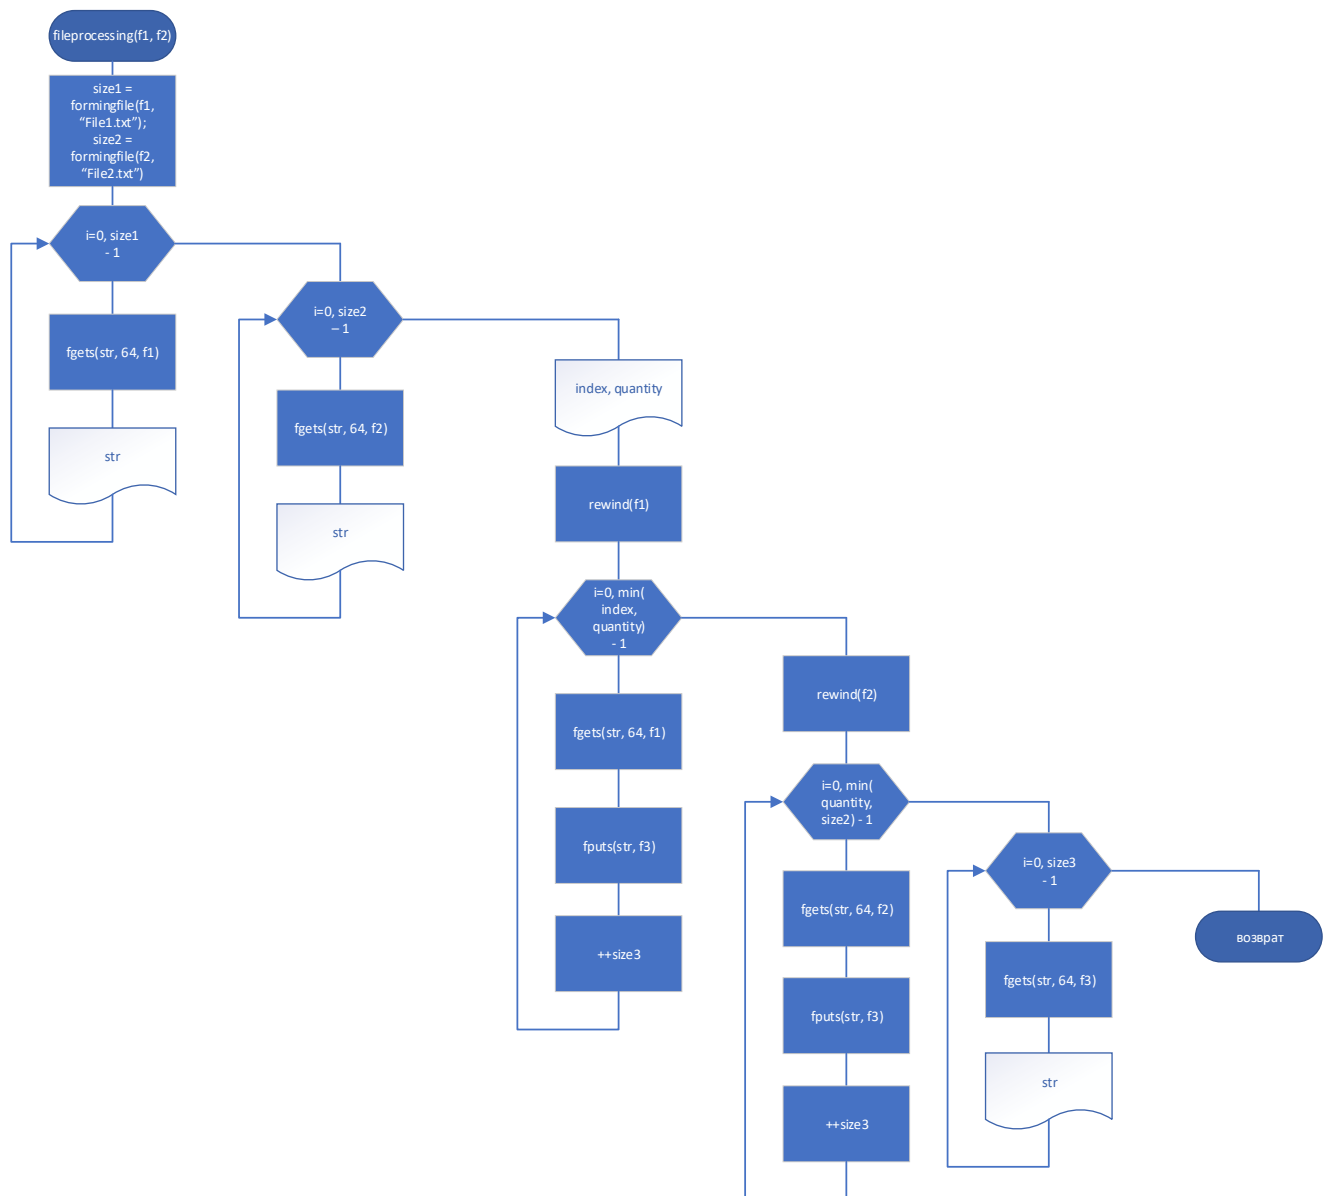 fileprocessing(f1, f2)
size1 =
formingfile(f1,
“File1.txt”);
size2 =
formingfile(f2,
“File2.txt”)
i=0, size1
- 1
fgets(str, 64, f1)
str
i=0, size2
– 1
fgets(str, 64, f2)
str
index, quantity
rewind(f1)
i=0, min(
index,
quantity)
- 1
fgets(str, 64, f1)
fputs(str, f3)
++size3
rewind(f2)
i=0, min(
quantity,
size2) - 1
fgets(str, 64, f2)
fputs(str, f3)
++size3
i=0, size3
- 1
fgets(str, 64, f3)
str
возврат